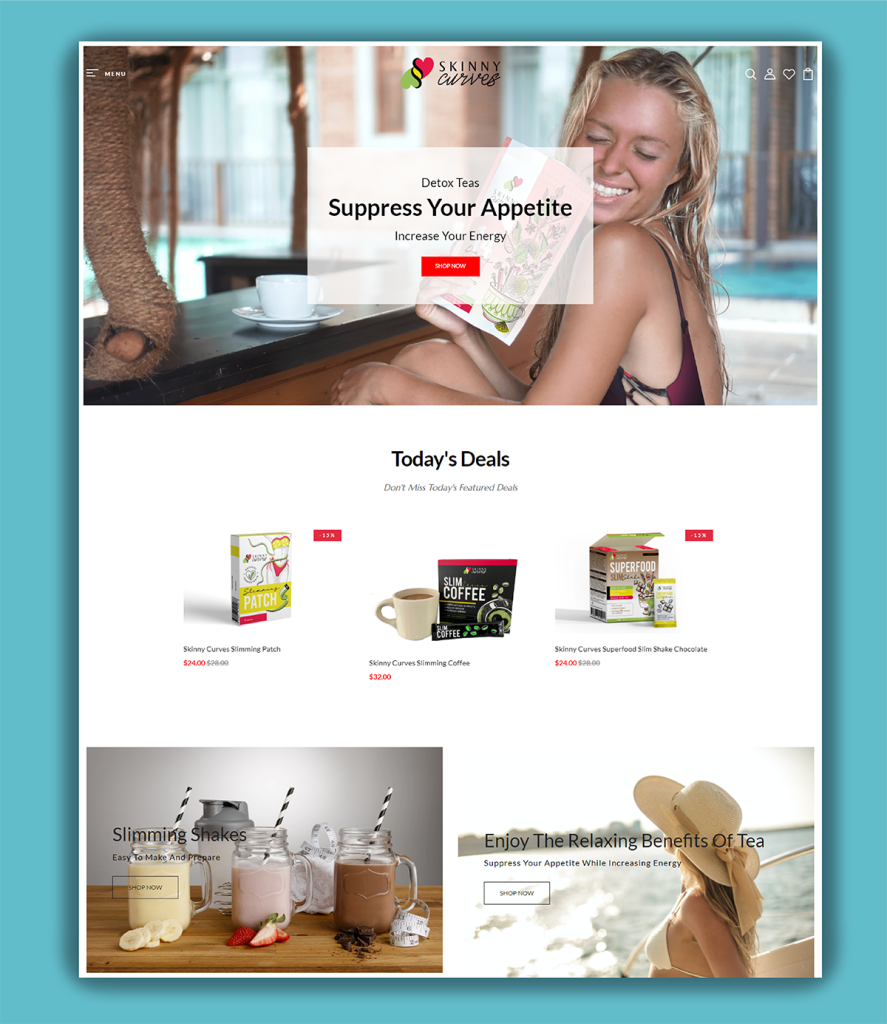 MENU
SKINNY
curves
Detox Teas
Suppress Your Appetite
Increase Your Energy
SHOP NOW
Today's Deals
Don't Miss Today's Featured Deals
-15%
-15%
SKINNY
curves
Slimming
PATCH
SKINNY
curves
SLIM
COFFEE
SLIM
COFFEE
SUPERFOOD
SLIM Shake
Skinny Curves Slimming Patch
$24.00 $28.00
Skinny Curves Slimming Coffee
$32.00
Skinny Curves Superfood Slim Shake Chocolate
$24.00 $28.00
Slimming Shakes
Easy To Make And Prepare
SHOP NOW
Enjoy The Relaxing Benefits Of Tea
Suppress Your Appetite While Increasing Energy
SHOP NOW